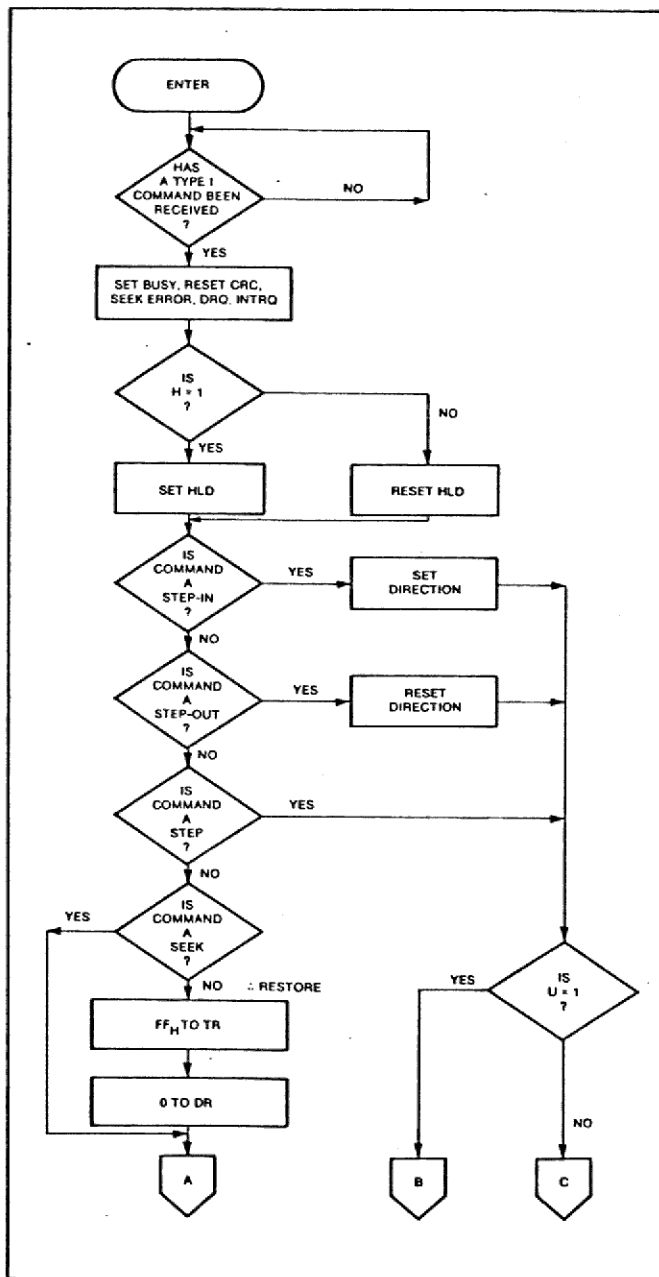 ENTER
HAS
A TYPE I
COMMAND BEEN
RECEIVED
?
NO
YES
SET BUSY, RESET CRC,
SEEK ERROR, DRQ, INTRQ
IS
H = 1
?
NO
YES
SET HLD
RESET HLD
IS
COMMAND
A
STEP-IN
?
YES
SET
DIRECTION
NO
IS
COMMAND
A
STEP-OUT
?
YES
RESET
DIRECTION
NO
IS
COMMAND
A
STEP
?
YES
NO
IS
COMMAND
A
SEEK
?
YES
NO ∴ RESTORE
IS
U = 1
?
YES
FFH TO TR
0 TO DR
NO
A
B
C